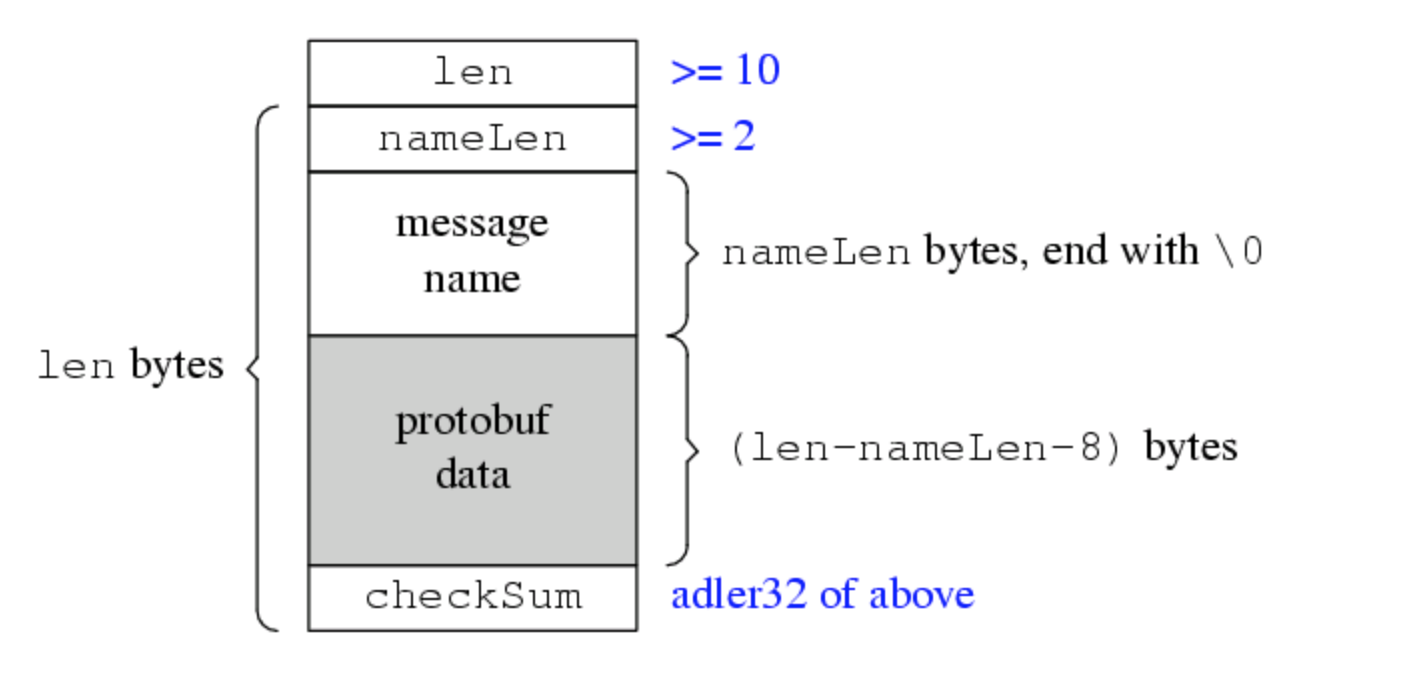 len >= 10
nameLen >= 2
message
name
nameLen bytes, end with \0
len bytes
protobuf
data
(len-nameLen-8) bytes
checkSum adler32 of above